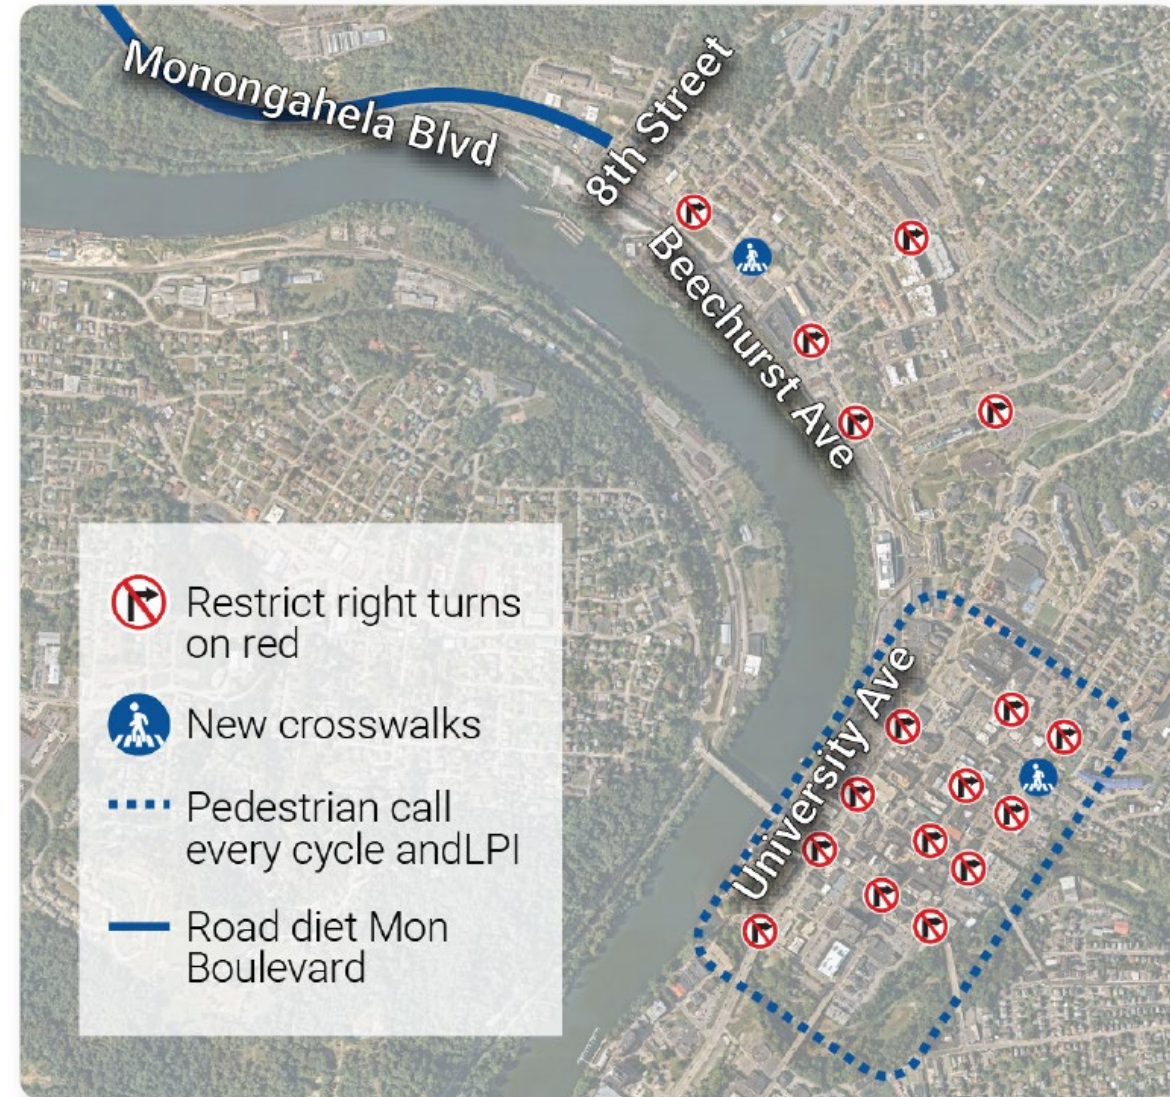 Monongahela Blvd
8th Street
Beechurst Ave
University Ave
Restrict right turns
on red
New crosswalks
Pedestrian call
every cycle andLPI
Road diet Mon
Boulevard